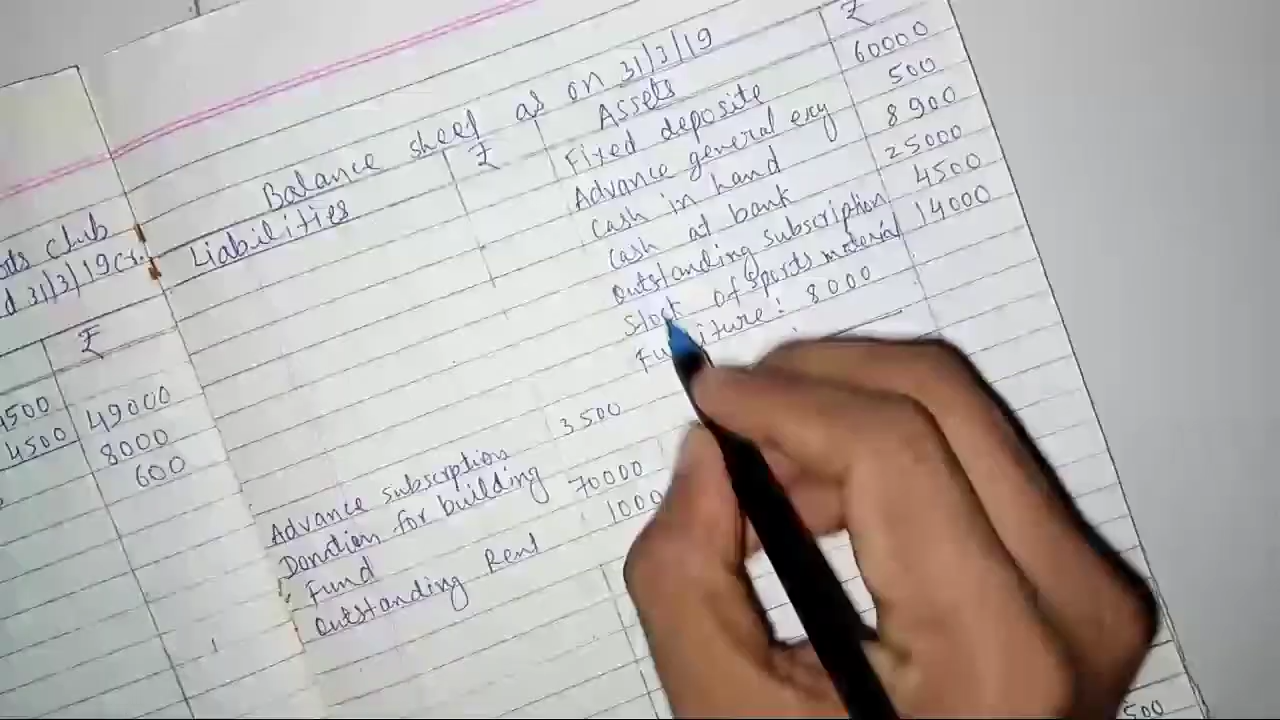 Balance sheet as on 31/3/19
Liabilities ₹ Assets ₹
Fixed deposite 60000
Advance general exy 500
Cash in hand 8900
Cash at bank 25000
Outstanding subscription 4500
Stock of sports material 14000
Furniture: 8000
Advance subscription 3500
Donation for building 70000
Fund
Outstanding Rent 1000
500
club
31/3/19 Cr.
₹
49000
4500 8000
600